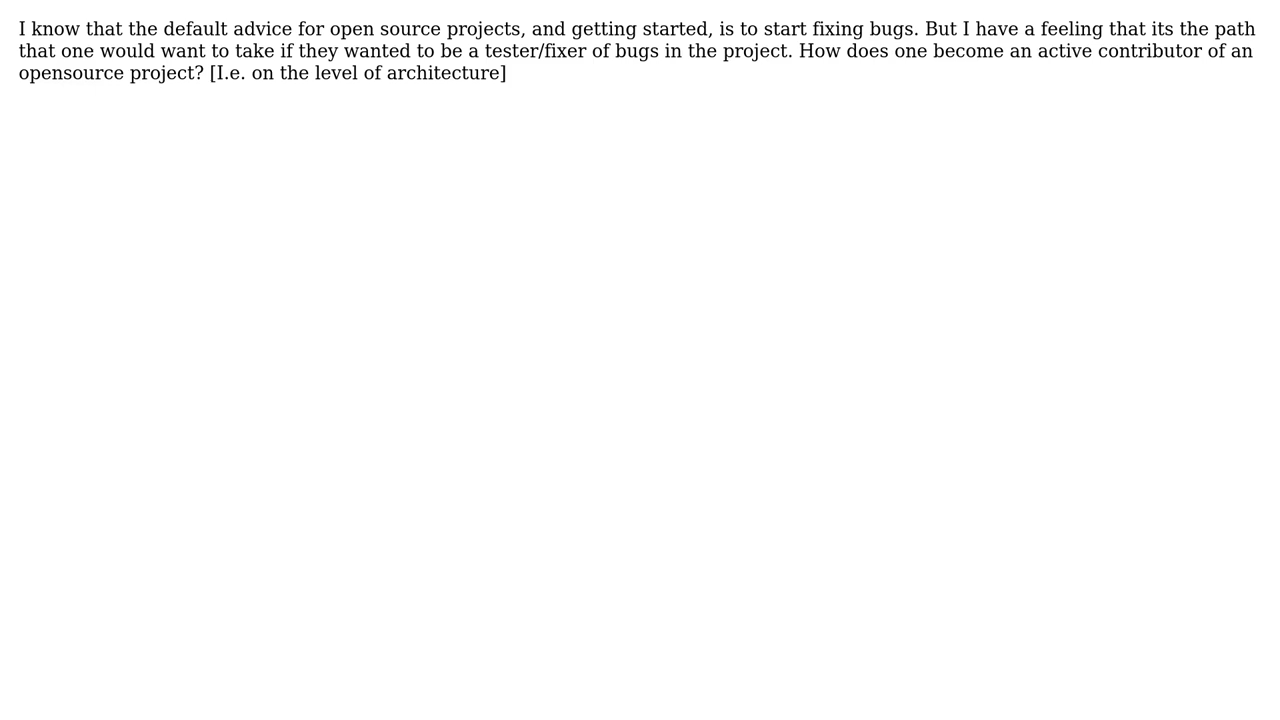 I know that the default advice for open source projects, and getting started, is to start fixing bugs. But I have a feeling that its the path
that one would want to take if they wanted to be a tester/fixer of bugs in the project. How does one become an active contributor of an
opensource project? [I.e. on the level of architecture]